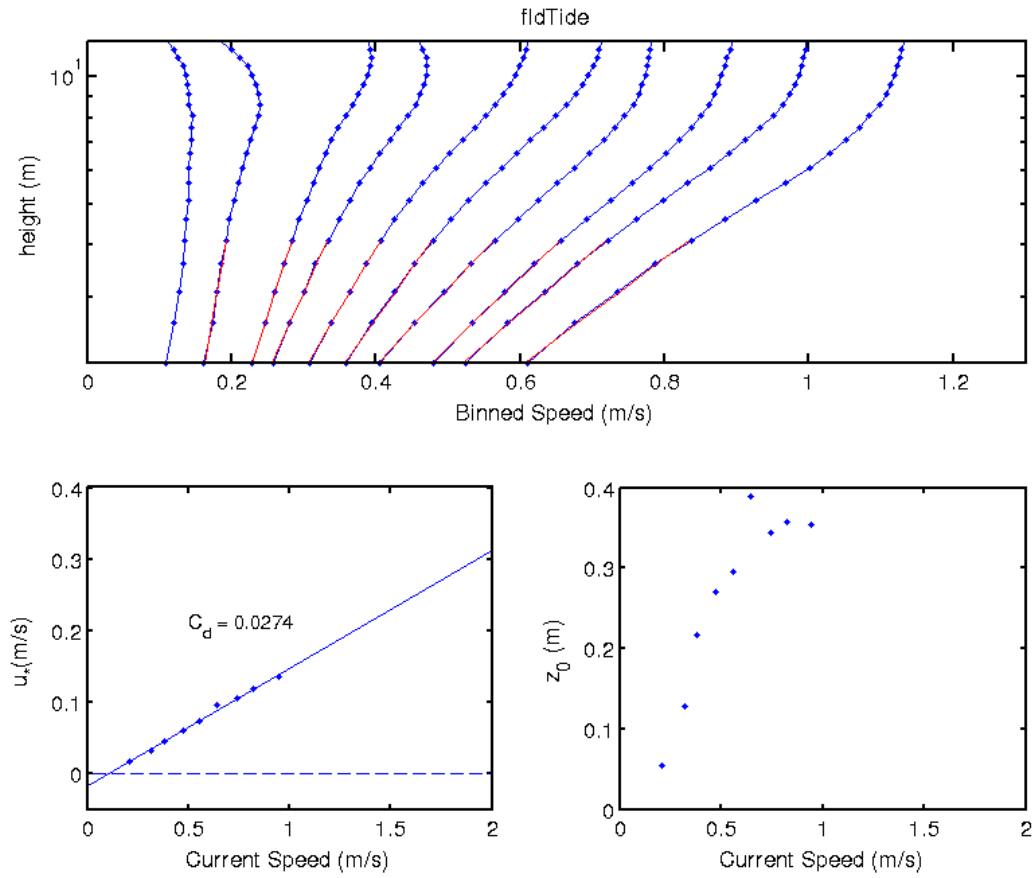 fldTide
10^1
height (m)
0 0.2 0.4 0.6 0.8 1 1.2
Binned Speed (m/s)
0.4
0.3
0.2
0.1
0
u_*(m/s)
C_d = 0.0274
0 0.5 1 1.5 2
Current Speed (m/s)
0.4
0.3
0.2
0.1
0
z_0 (m)
0 0.5 1 1.5 2
Current Speed (m/s)